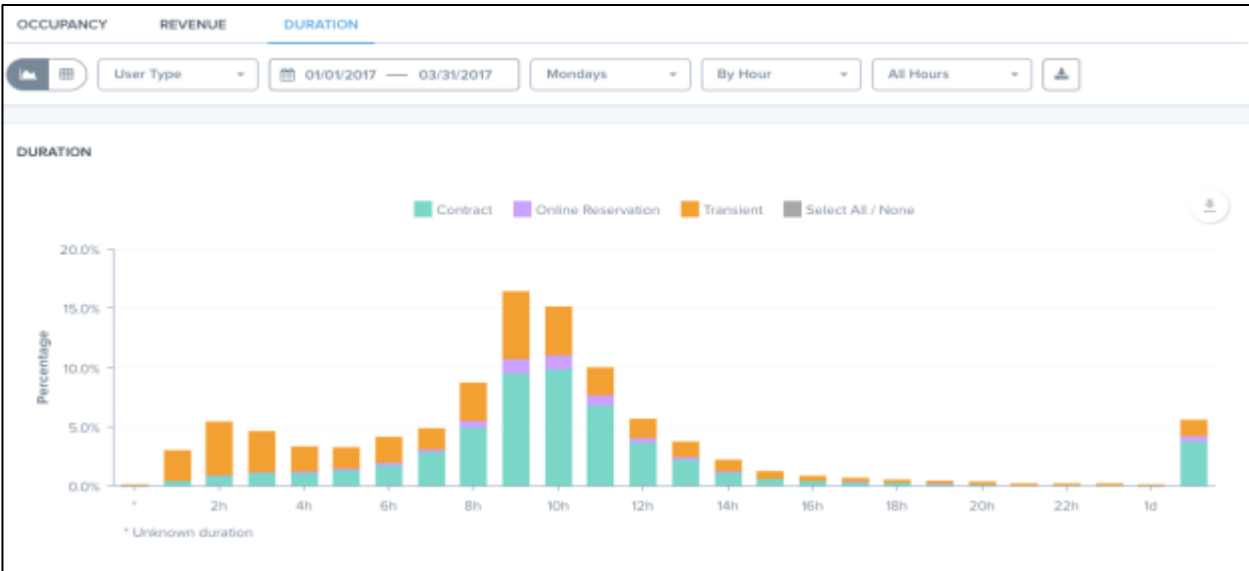 OCCUPANCY REVENUE DURATION
User Type 01/01/2017 — 03/31/2017 Mondays By Hour All Hours
DURATION
Contract Online Reservation Transient Select All / None
20.0%
15.0%
10.0%
5.0%
0.0%
Percentage
* 2h 4h 6h 8h 10h 12h 14h 16h 18h 20h 22h 1d
* Unknown duration